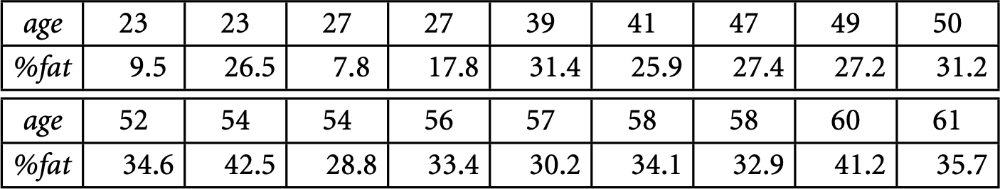 age 23 23 27 27 39 41 47 49 50
%fat 9.5 26.5 7.8 17.8 31.4 25.9 27.4 27.2 31.2
age 52 54 54 56 57 58 58 60 61
%fat 34.6 42.5 28.8 33.4 30.2 34.1 32.9 41.2 35.7